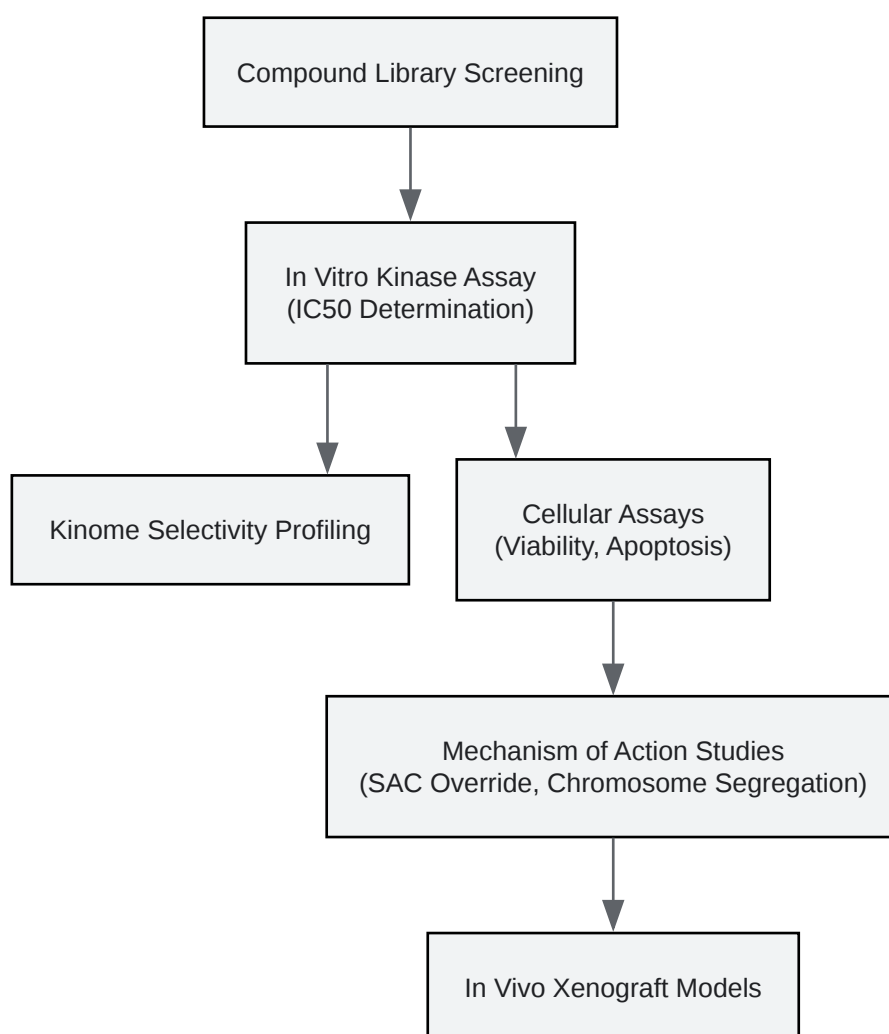 Compound Library Screening
In Vitro Kinase Assay
(IC50 Determination)
Kinome Selectivity Profiling
Cellular Assays
(Viability, Apoptosis)
Mechanism of Action Studies
(SAC Override, Chromosome Segregation)
In Vivo Xenograft Models